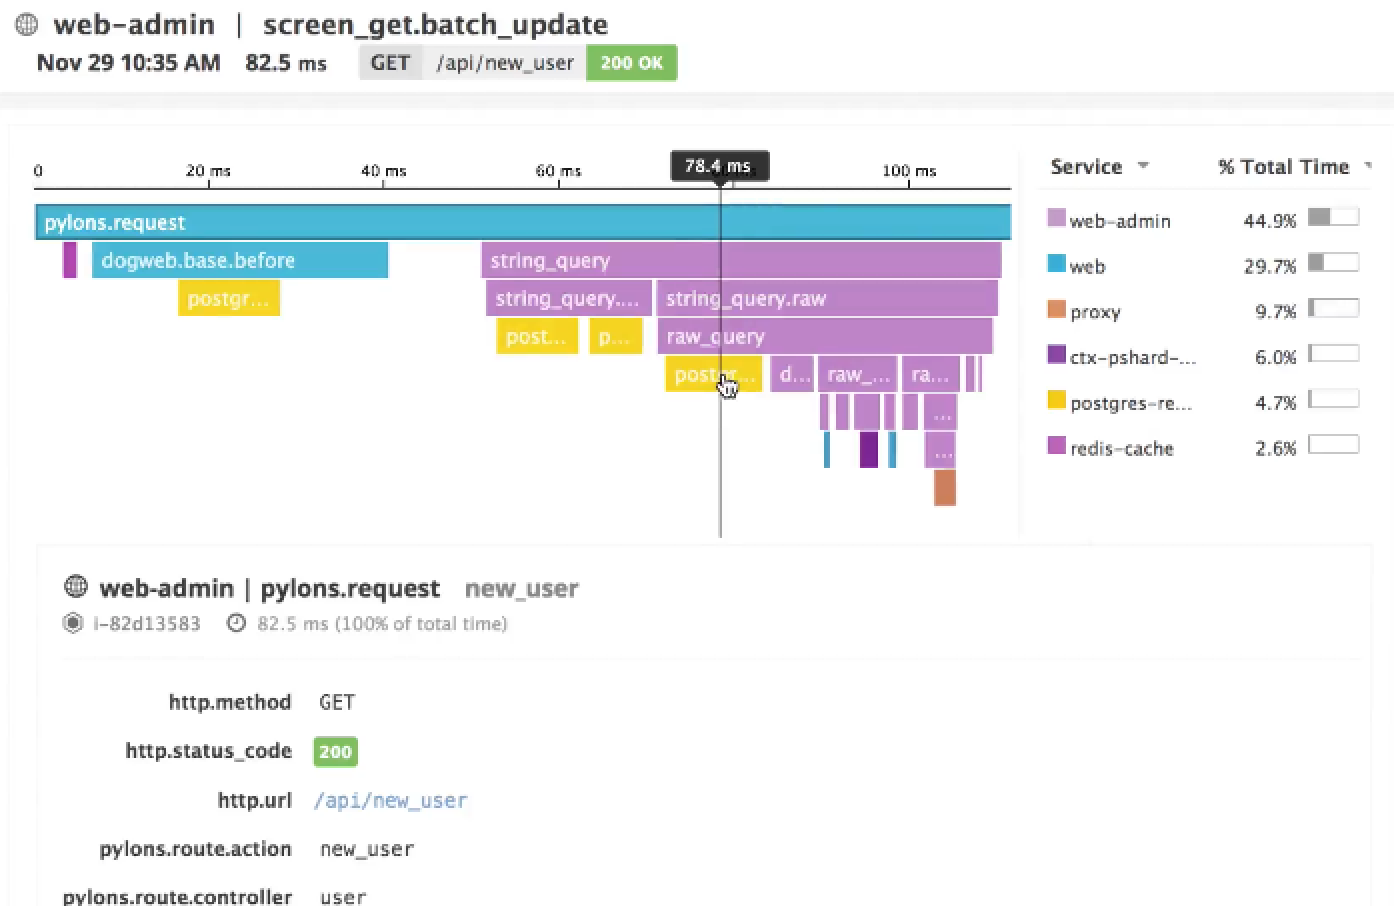 web-admin | screen_get.batch_update
Nov 29 10:35 AM 82.5 ms GET /api/new_user 200 OK
0 20 ms 40 ms 60 ms 78.4 ms 100 ms
Service % Total Time
pylons.request
dogweb.base.before string_query
postgr... string_query.... string_query.raw
post... p... raw_query
postgr... d... raw_... ra...
...
...
web-admin 44.9%
web 29.7%
proxy 9.7%
ctx-pshard-... 6.0%
postgres-re... 4.7%
redis-cache 2.6%
web-admin | pylons.request new_user
i-82d13583 82.5 ms (100% of total time)
http.method GET
http.status_code 200
http.url /api/new_user
pylons.route.action new_user
pylons.route.controller user